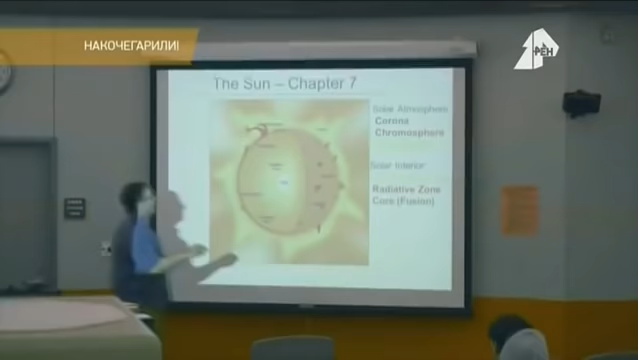 НАКОЧЕГАРИЛИ!
РЕН
The Sun – Chapter 7
Solar Atmosphere
Corona
Chromosphere
Solar Interior
Radiative Zone
Core (Fusion)